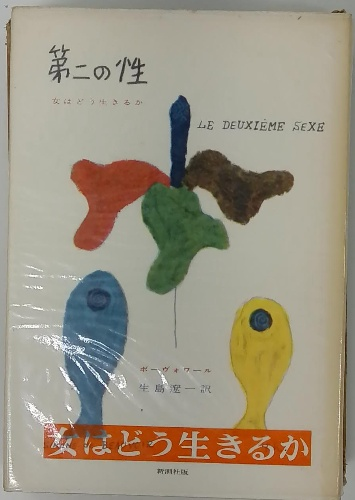 第二の性
女はどう生きるか
LE DEUXIÈME SEXE
ボーヴォワール
生島遼一訳
女はどう生きるか
新潮社版